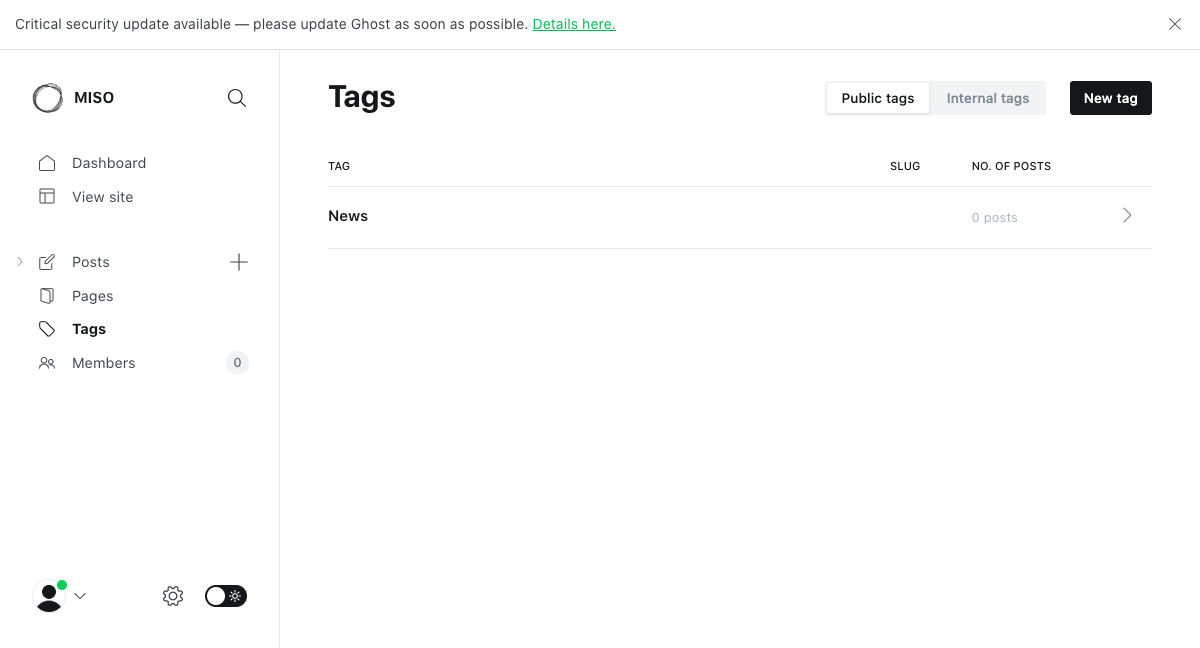 Critical security update available — please update Ghost as soon as possible. Details here.
MISO
Dashboard
View site
Posts
Pages
Tags
Members 0
Tags
Public tags Internal tags New tag
TAG SLUG NO. OF POSTS
News 0 posts